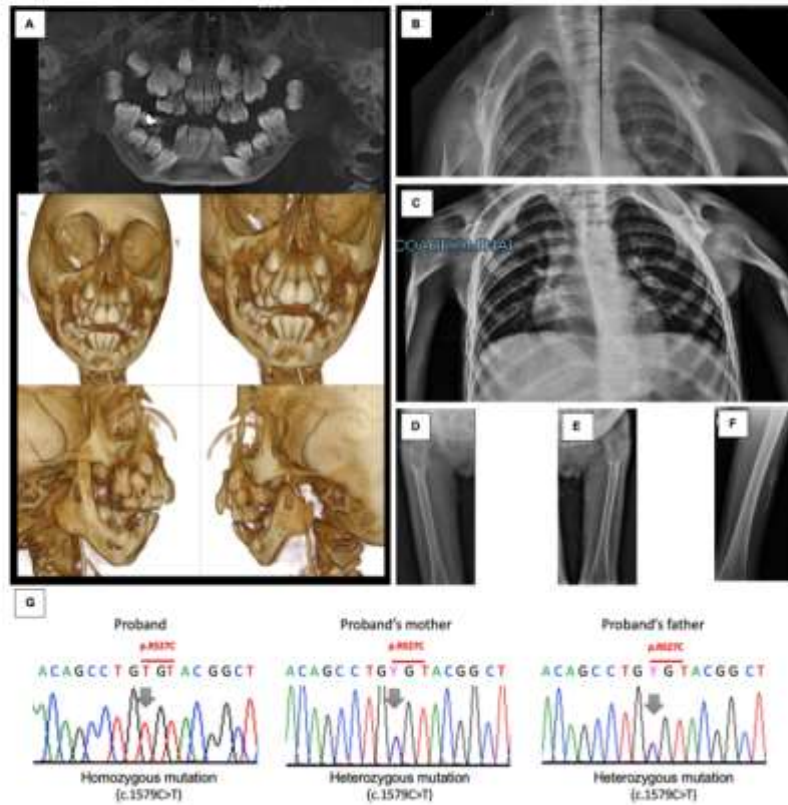 A
B
C
COABDOMINAL
D
E
F
G
Proband
Proband's mother
Proband's father
p.R527C
p.R527C
p.R527C
ACAGCCTGTGTACGGCT
ACAGCCTGYGTACGGCT
ACAGCCTGYGTACGGCT
Homozygous mutation
Heterozygous mutation
Heterozygous mutation
(c.1579C>T)
(c.1579C>T)
(c.1579C>T)